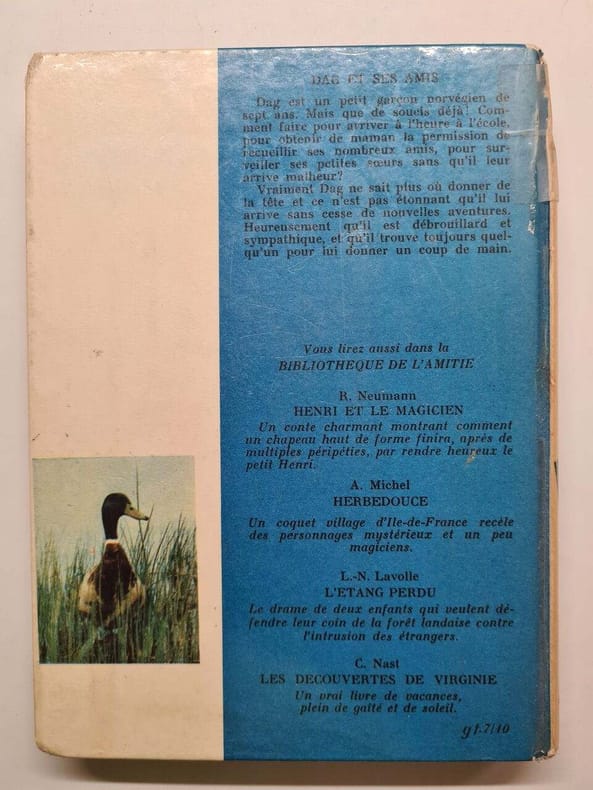 DAG ET SES AMIS
Dag est un petit garçon norvégien de
sept ans. Mais que de soucis déjà! Com-
ment faire pour arriver à l'heure à l'école,
pour obtenir de maman la permission de
recueillir ses nombreux amis, pour sur-
veiller ses petites sœurs sans qu'il leur
arrive malheur?
Vraiment Dag ne sait plus où donner de
la tête et ce n'est pas étonnant qu'il lui
arrive sans cesse de nouvelles aventures.
Heureusement qu'il est débrouillard et
sympathique, et qu'il trouve toujours quel-
qu'un pour lui donner un coup de main.
Vous lirez aussi dans la
BIBLIOTHEQUE DE L'AMITIE
R. Neumann
HENRI ET LE MAGICIEN
Un conte charmant montrant comment
un chapeau haut de forme finira, après de
multiples péripéties, par rendre heureux le
petit Henri.
A. Michel
HERBEDOUCE
Un coquet village d'Ile-de-France recèle
des personnages mystérieux et un peu
magiciens.
L.-N. Lavolle
L'ETANG PERDU
Le drame de deux enfants qui veulent dé-
fendre leur coin de la forêt landaise contre
l'intrusion des étrangers.
C. Nast
LES DECOUVERTES DE VIRGINIE
Un vrai livre de vacances,
plein de gaîté et de soleil.
gf.7/10